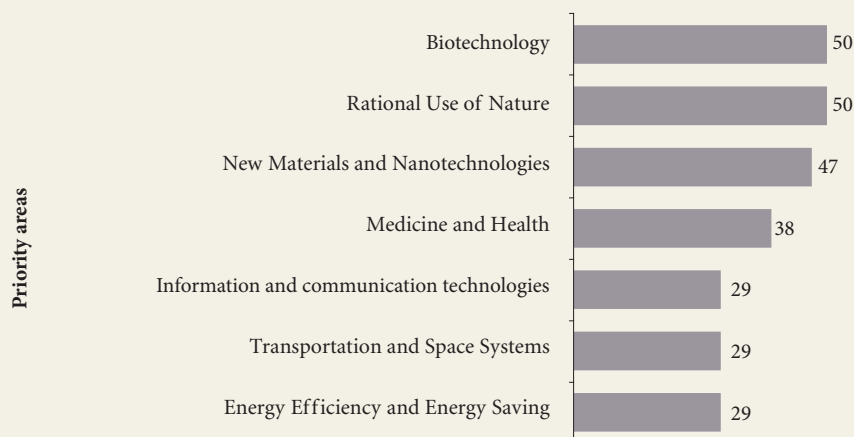 Priority areas
Biotechnology 50
Rational Use of Nature 50
New Materials and Nanotechnologies 47
Medicine and Health 38
Information and communication technologies 29
Transportation and Space Systems 29
Energy Efficiency and Energy Saving 29